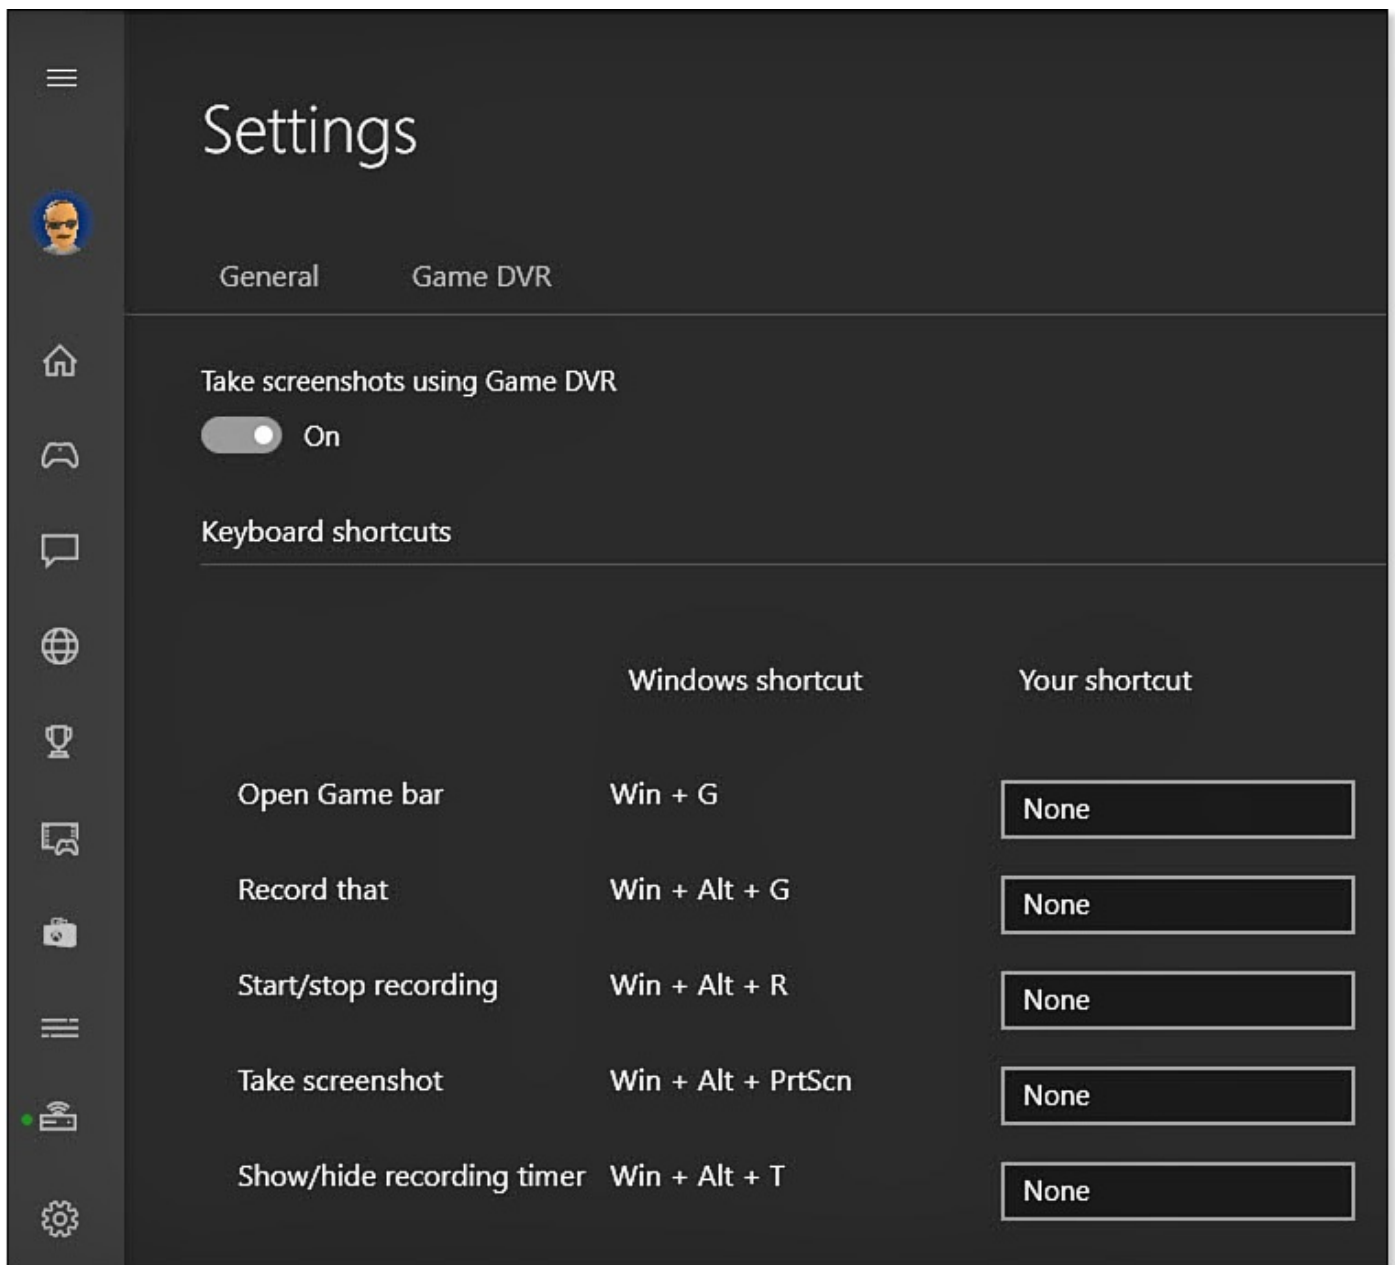 Settings
General Game DVR
Take screenshots using Game DVR
On
Keyboard shortcuts
Windows shortcut Your shortcut
Open Game bar Win + G None
Record that Win + Alt + G None
Start/stop recording Win + Alt + R None
Take screenshot Win + Alt + PrtScn None
Show/hide recording timer Win + Alt + T None